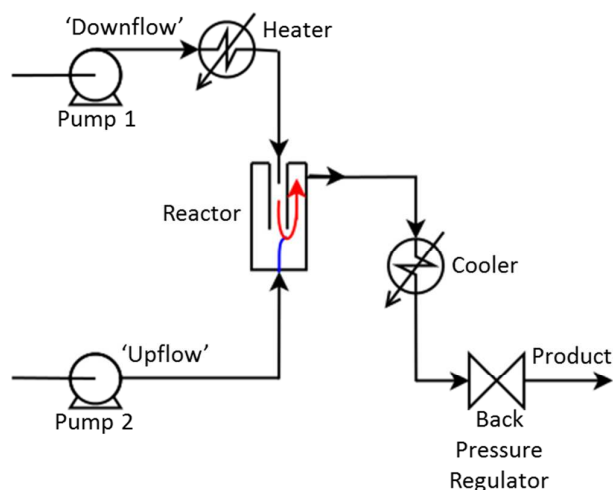 ‘Downflow’
Heater
Pump 1
Reactor
Cooler
‘Upflow’
Product
Pump 2
Back
Pressure
Regulator